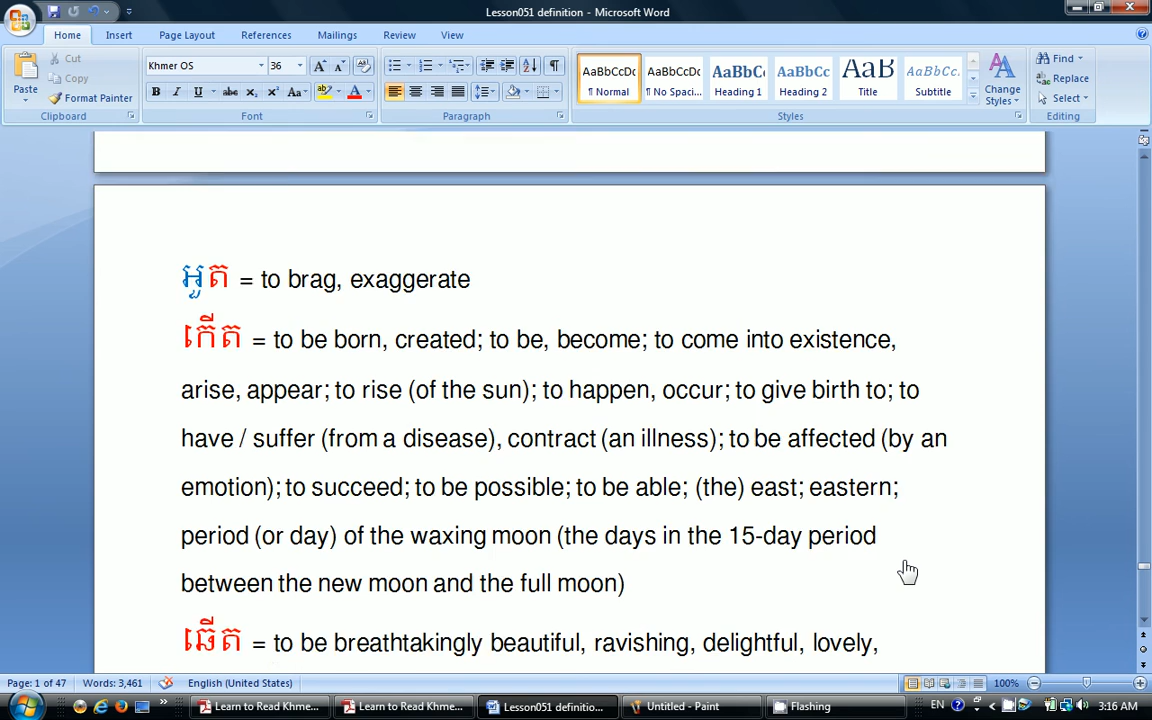 Lesson051 definition - Microsoft Word
Home Insert Page Layout References Mailings Review View
Paste
Cut
Copy
Format Painter
Clipboard
Khmer OS 36
Font
Paragraph
AaBbCcDc AaBbCcDc AaBbCc AaBbCc AaB AaBbCc.
¶ Normal ¶ No Spaci... Heading 1 Heading 2 Title Subtitle
Change Styles
Styles
Find
Replace
Select
Editing
អួត = to brag, exaggerate
កើត = to be born, created; to be, become; to come into existence,
arise, appear; to rise (of the sun); to happen, occur; to give birth to; to
have / suffer (from a disease), contract (an illness); to be affected (by an
emotion); to succeed; to be possible; to be able; (the) east; eastern;
period (or day) of the waxing moon (the days in the 15-day period
between the new moon and the full moon)
ឆើត = to be breathtakingly beautiful, ravishing, delightful, lovely,
Page: 1 of 47 Words: 3,461 English (United States) 100%
Learn to Read Khme... Learn to Read Khme... Lesson051 definitio... Untitled - Paint Flashing EN 3:16 AM